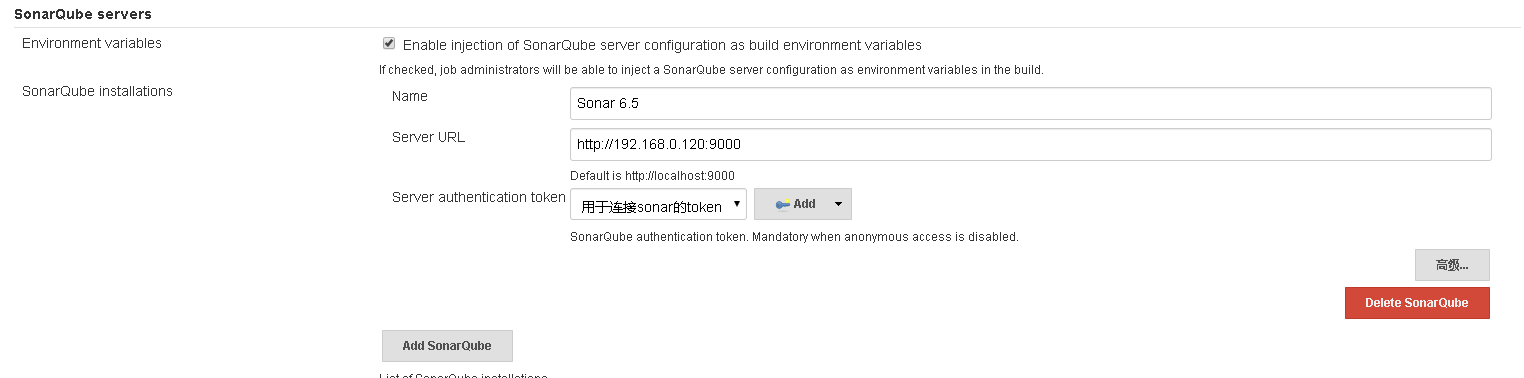 SonarQube servers
Environment variables
Enable injection of SonarQube server configuration as build environment variables
If checked, job administrators will be able to inject a SonarQube server configuration as environment variables in the build.
SonarQube installations
Name
Sonar 6.5
Server URL
http://192.168.0.120:9000
Default is http://localhost:9000
Server authentication token
用于连接sonar的token
Add
SonarQube authentication token. Mandatory when anonymous access is disabled.
高级...
Delete SonarQube
Add SonarQube
List of SonarQube installations